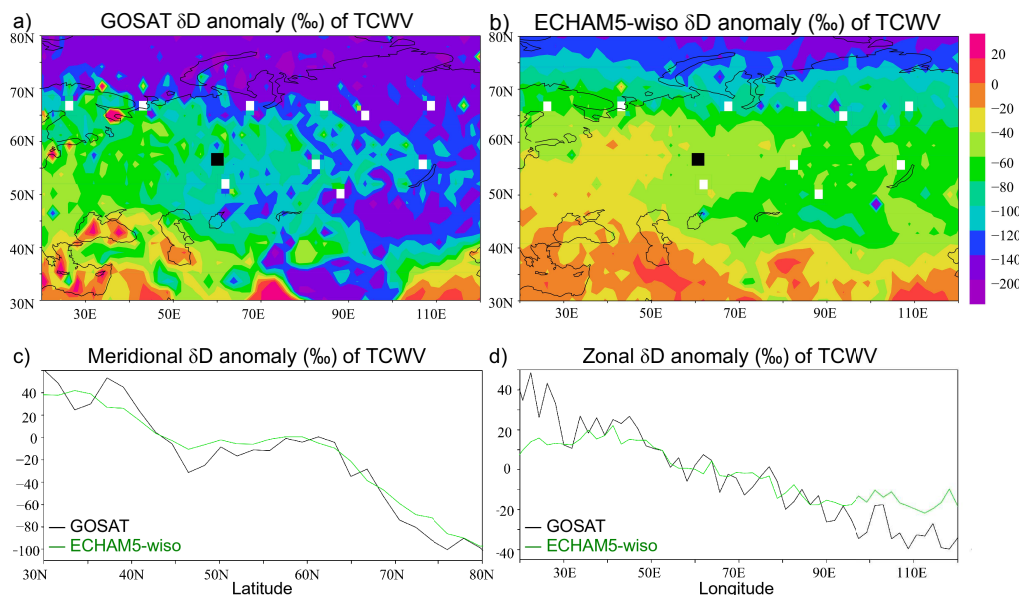 a) GOSAT δD anomaly (‰) of TCWV
80N
70N
60N
50N
40N
30N
30E 50E 70E 90E 110E
b) ECHAM5-wiso δD anomaly (‰) of TCWV
80N
70N
60N
50N
40N
30N
30E 50E 70E 90E 110E
20
0
−20
−40
−60
−80
−100
−120
−140
−200
c) Meridional δD anomaly (‰) of TCWV
40
20
0
−20
−40
−60
−80
−100
GOSAT
ECHAM5-wiso
30N 40N 50N 60N 70N 80N
Latitude
d) Zonal δD anomaly (‰) of TCWV
40
20
0
−20
-40
GOSAT
ECHAM5-wiso
30E 50E 70E 90E 110E
Longitude